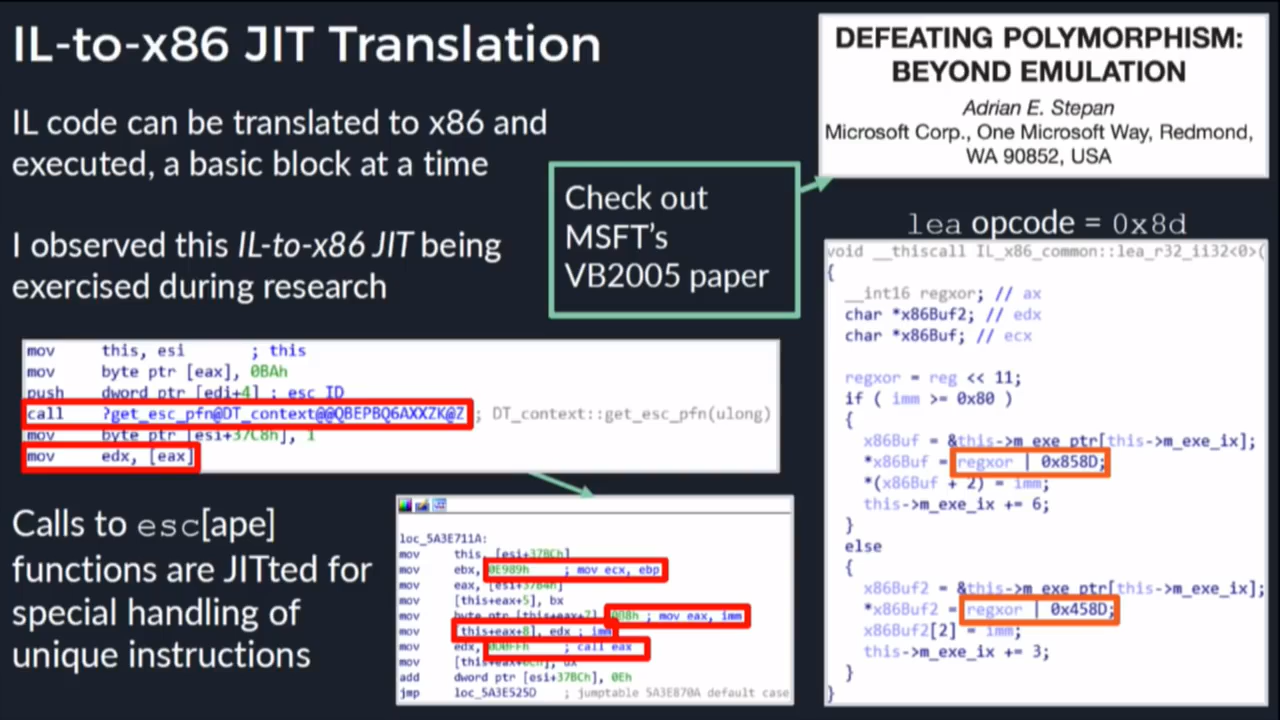 IL-to-x86 JIT Translation
IL code can be translated to x86 and
executed, a basic block at a time
I observed this IL-to-x86 JIT being
exercised during research
Check out
MSFT's
VB2005 paper
DEFEATING POLYMORPHISM:
BEYOND EMULATION
Adrian E. Stepan
Microsoft Corp., One Microsoft Way, Redmond,
WA 90852, USA
lea opcode = 0x8d
void __thiscall IL_x86_common::lea_r32_ii32<0>(
{
__int16 regxor; // ax
char *x86Buf2; // edx
char *x86Buf; // ecx
regxor = reg << 11;
if ( imm >= 0x80 )
{
x86Buf = &this->m_exe_ptr[this->m_exe_ix];
*x86Buf = regxor | 0x858D;
*(x86Buf + 2) = imm;
this->m_exe_ix += 6;
}
else
{
x86Buf2 = &this->m_exe_ptr[this->m_exe_ix];
*x86Buf2 = regxor | 0x458D;
x86Buf2[2] = imm;
this->m_exe_ix += 3;
}
}
mov this, esi ; this
mov byte ptr [eax], 0BAh
push dword ptr [edi+4] ; esc ID
call ?get_esc_pfn@DT_context@@QBEPBQ6AXXZK@Z ; DT_context::get_esc_pfn(ulong)
mov byte ptr [esi+37C8h], 1
mov edx, [eax]
Calls to esc[ape]
functions are JITted for
special handling of
unique instructions
loc_5A3E711A:
mov this, [esi+37BCh]
mov ebx, 0E989h ; mov ecx, ebp
mov eax, [esi+37B4h]
mov [this+eax+5], bx
mov byte ptr [this+eax+7], 0B8h ; mov eax, imm
mov [this+eax+8], edx ; imm
mov edx, 0D0FFh ; call eax
mov [this+eax+0Ch], dx
add dword ptr [esi+37BCh], 0Eh
jmp loc_5A3E525D ; jumptable 5A3E870A default case